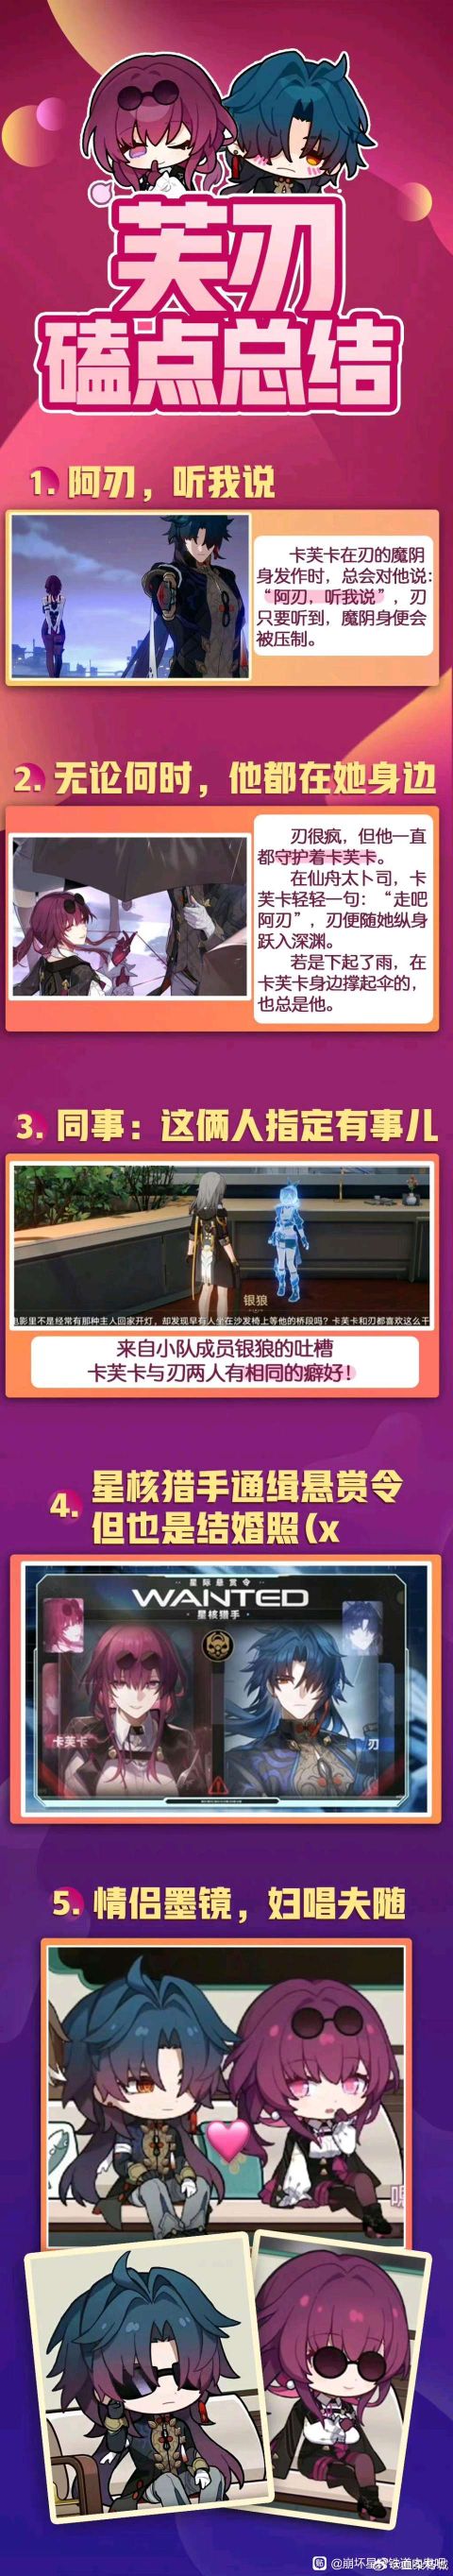 芙刃
磕点总结
1. 阿刃，听我说
卡芙卡在刃的魔阴
身发作时，总会对他说:
“阿刃，听我说”，刃
只要听到，魔阴身便会
被压制。
2. 无论何时，他都在她身边
刃很疯，但他一直
都守护着卡芙卡。
在仙舟太卜司，卡
芙卡轻轻一句：“走吧
阿刃”，刃便随她纵身
跃入深渊。
若是下起了雨，在
卡芙卡身边撑起伞的，
也总是他。
3. 同事：这俩人指定有事儿
银狼
电影里不是经常有那种主人回家开灯，却发现早有人坐在沙发椅上等他的桥段吗？卡芙卡和刃都喜欢这么干
来自小队成员银狼的吐槽
卡芙卡与刃两人有相同的癖好！
4. 星核猎手通缉悬赏令
但也是结婚照(x
星际悬赏令
WANTED
星核猎手
卡芙卡
刃
5. 情侣墨镜，妇唱夫随